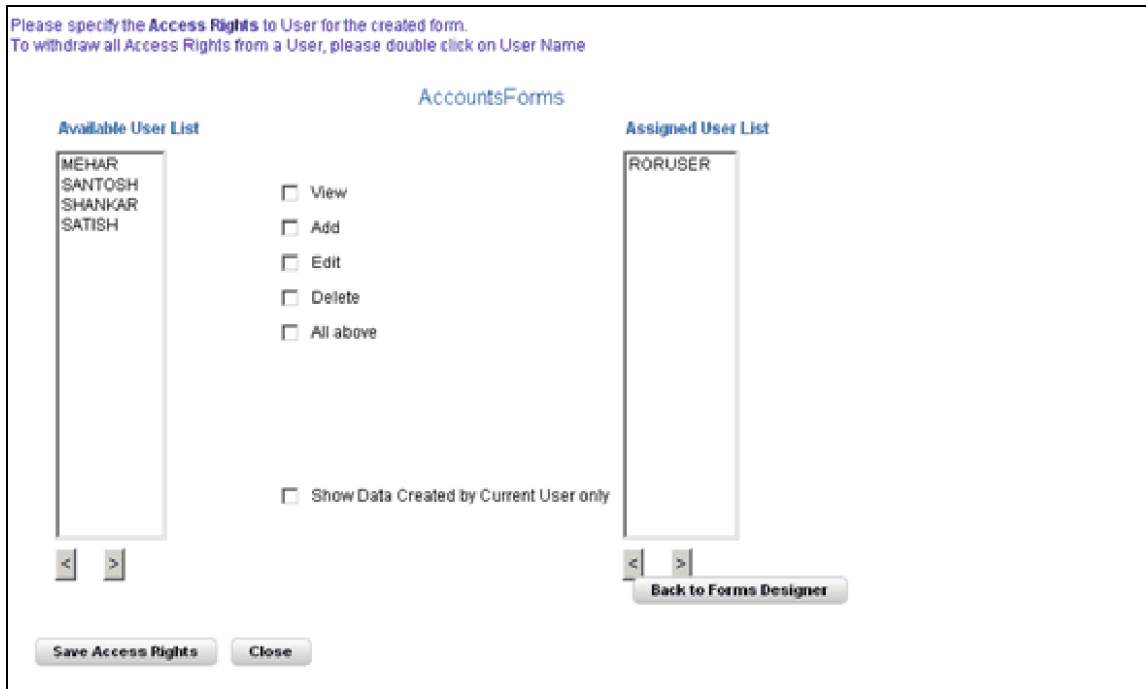 Please specify the Access Rights to User for the created form.
To withdraw all Access Rights from a User, please double click on User Name
AccountsForms
Available User List
Assigned User List
MEHAR
SANTOSH
SHANKAR
SATISH
View
Add
Edit
Delete
All above
Show Data Created by Current User only
RORUSER
< >
< >
Back to Forms Designer
Save Access Rights Close